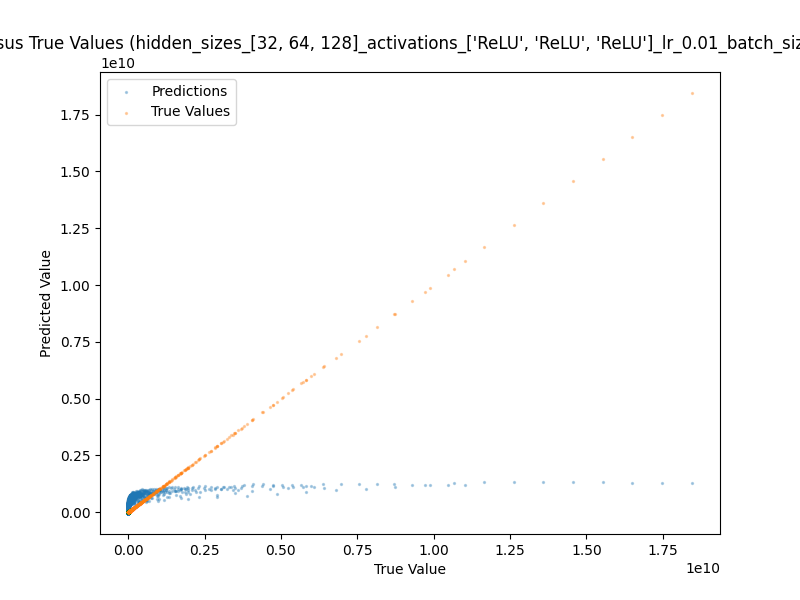 sus True Values (hidden_sizes_[32, 64, 128]_activations_['ReLU', 'ReLU', 'ReLU']_lr_0.01_batch_siz
1e10
Predictions
True Values
1.75
1.50
1.25
1.00
0.75
0.50
0.25
0.00
Predicted Value
0.00 0.25 0.50 0.75 1.00 1.25 1.50 1.75
True Value
1e10